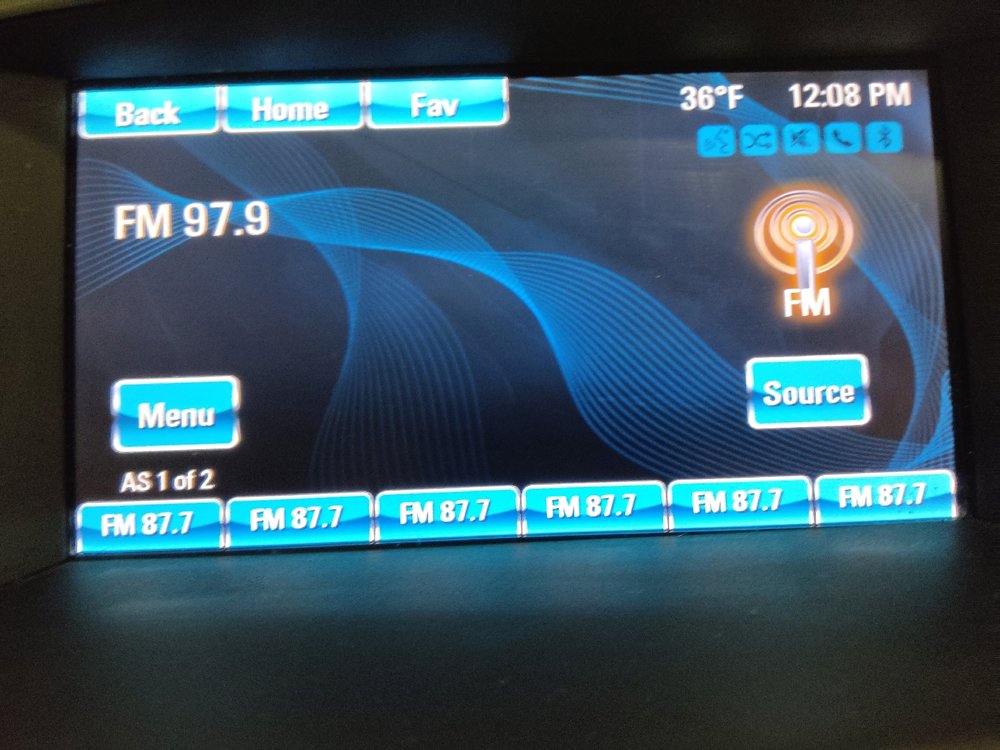 Back Home Fav 36°F 12:08 PM
FM 97.9
FM
Menu Source
AS 1 of 2
FM 87.7 FM 87.7 FM 87.7 FM 87.7 FM 87.7 FM 87.7